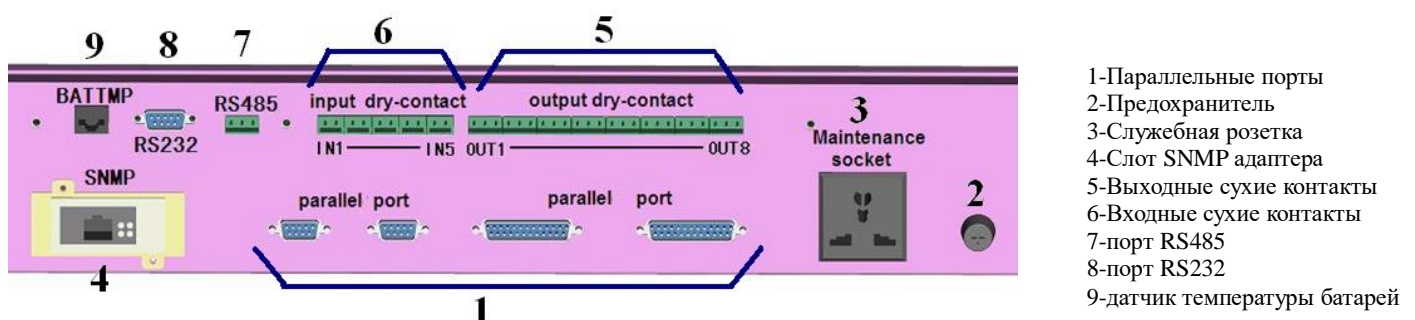 9 8 7 6 5
BATTMP
RS232
RS485
input dry-contact
IN1 IN5
output dry-contact
OUT1 OUT8
3
Maintenance
socket
SNMP
parallel port
parallel port
2
4
1
1-Параллельные порты
2-Предохранитель
3-Служебная розетка
4-Слот SNMP адаптера
5-Выходные сухие контакты
6-Входные сухие контакты
7-порт RS485
8-порт RS232
9-датчик температуры батарей